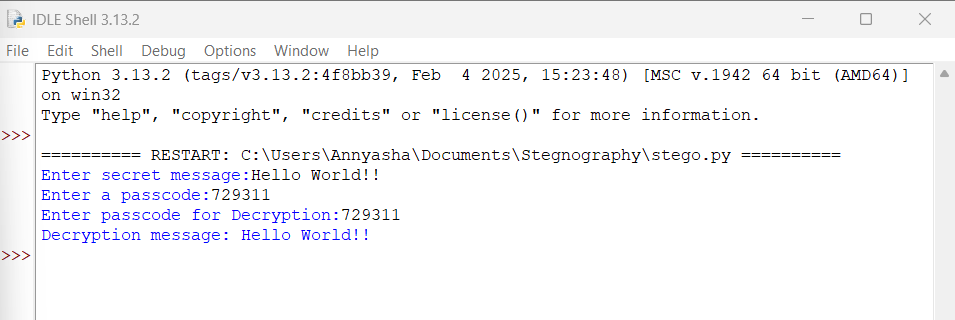 IDLE Shell 3.13.2
File Edit Shell Debug Options Window Help
Python 3.13.2 (tags/v3.13.2:4f8bb39, Feb  4 2025, 15:23:48) [MSC v.1942 64 bit (AMD64)]
on win32
Type "help", "copyright", "credits" or "license()" for more information.
>>>
========== RESTART: C:\Users\Annyasha\Documents\Stegnography\stego.py ==========
Enter secret message:Hello World!!
Enter a passcode:729311
Enter passcode for Decryption:729311
Decryption message: Hello World!!
>>>